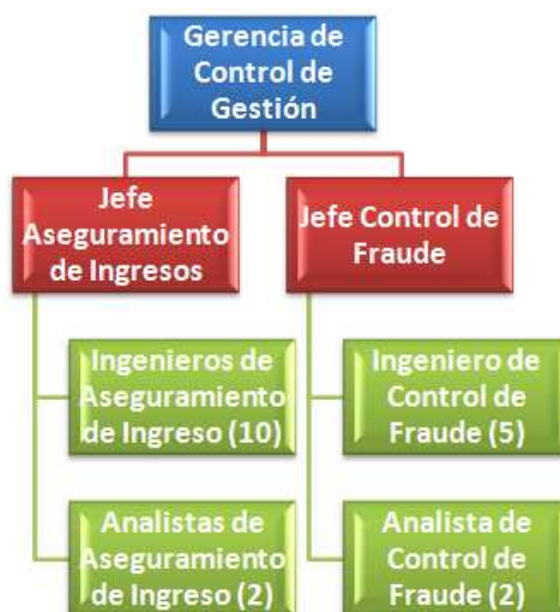 Gerencia de
Control de
Gestión
Jefe
Aseguramiento
de Ingresos
Jefe Control de
Fraude
Ingenieros de
Aseguramiento
de Ingreso (10)
Ingeniero de
Control de
Fraude (5)
Analistas de
Aseguramiento
de Ingreso (2)
Analista de
Control de
Fraude (2)